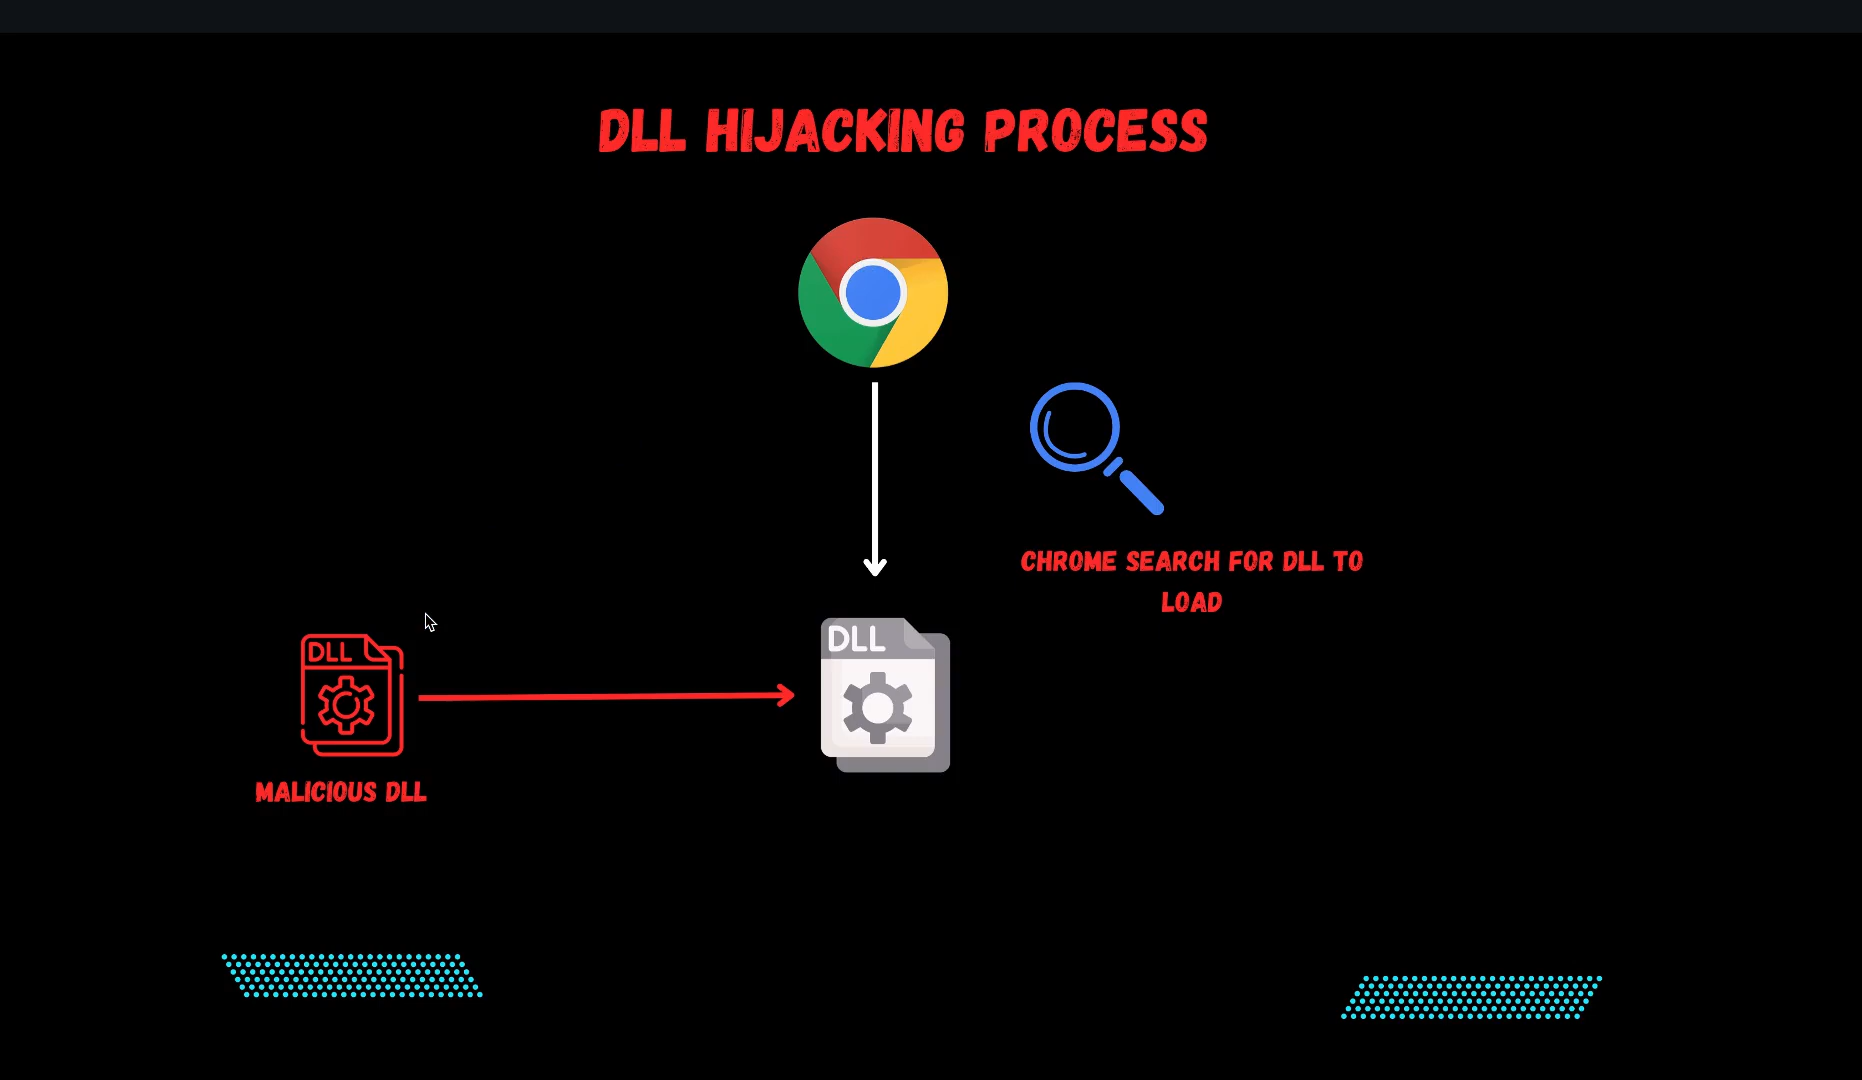 DLL HIJACKING PROCESS
CHROME SEARCH FOR DLL TO
LOAD
DLL
DLL
MALICIOUS DLL